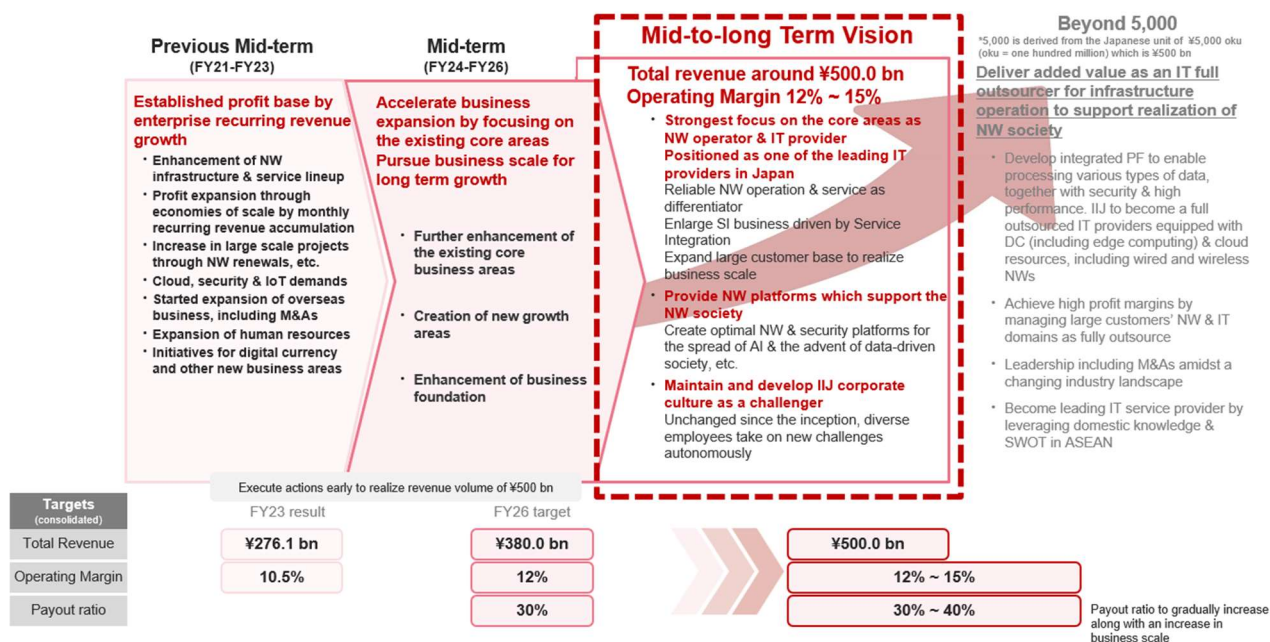 Previous Mid-term
(FY21-FY23)
Established profit base by
enterprise recurring revenue
growth
・ Enhancement of NW
infrastructure & service lineup
・ Profit expansion through
economies of scale by monthly
recurring revenue accumulation
・ Increase in large scale projects
through NW renewals, etc.
・ Cloud, security & IoT demands
・ Started expansion of overseas
business, including M&As
・ Expansion of human resources
・ Initiatives for digital currency
and other new business areas
Mid-term
(FY24-FY26)
Accelerate business
expansion by focusing on
the existing core areas
Pursue business scale for
long term growth
・ Further enhancement of
the existing core
business areas
・ Creation of new growth
areas
・ Enhancement of business
foundation
Mid-to-long Term Vision
Total revenue around ¥500.0 bn
Operating Margin 12% ~ 15%
・ Strongest focus on the core areas as
NW operator & IT provider
Positioned as one of the leading IT
providers in Japan
Reliable NW operation & service as
differentiator
Enlarge SI business driven by Service
Integration
Expand large customer base to realize
business scale
・ Provide NW platforms which support the
NW society
Create optimal NW & security platforms for
the spread of AI & the advent of data-driven
society, etc.
・ Maintain and develop IIJ corporate
culture as a challenger
Unchanged since the inception, diverse
employees take on new challenges
autonomously
Beyond 5,000
*5,000 is derived from the Japanese unit of ¥5,000 oku
(oku = one hundred million) which is ¥500 bn
Deliver added value as an IT full
outsourcer for infrastructure
operation to support realization of
NW society
・ Develop integrated PF to enable
processing various types of data,
together with security & high
performance. IIJ to become a full
outsourced IT providers equipped with
DC (including edge computing) & cloud
resources, including wired and wireless
NWs
・ Achieve high profit margins by
managing large customers' NW & IT
domains as fully outsource
・ Leadership including M&As amidst a
changing industry landscape
・ Become leading IT service provider by
leveraging domestic knowledge &
SWOT in ASEAN
Execute actions early to realize revenue volume of ¥500 bn
Targets
(consolidated)
FY23 result
FY26 target
Total Revenue
¥276.1 bn
¥380.0 bn
¥500.0 bn
Operating Margin
10.5%
12%
12% ~ 15%
Payout ratio
30%
30% ~ 40%
Payout ratio to gradually increase
along with an increase in
business scale